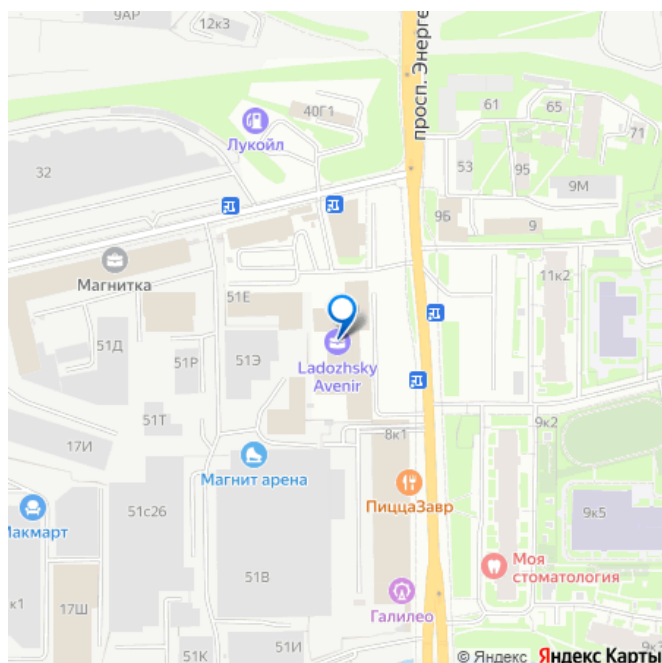 9АР
12к3
просп. Энерге
40Г1
Лукойл
61
65
71
32
53
95
9М
9Б
9
Магнитка
11к2
51Е
51Д
51Р
51Э
Ladozhsky
Avenir
51Т
8к1
9к2
17И
Магнит арена
ПиццаЗавр
Макмарт
51с26
9к5
51В
Моя
стоматология
к1
17Ш
Галилео
51И
9к
51К
© Яндекс Яндекс Карты